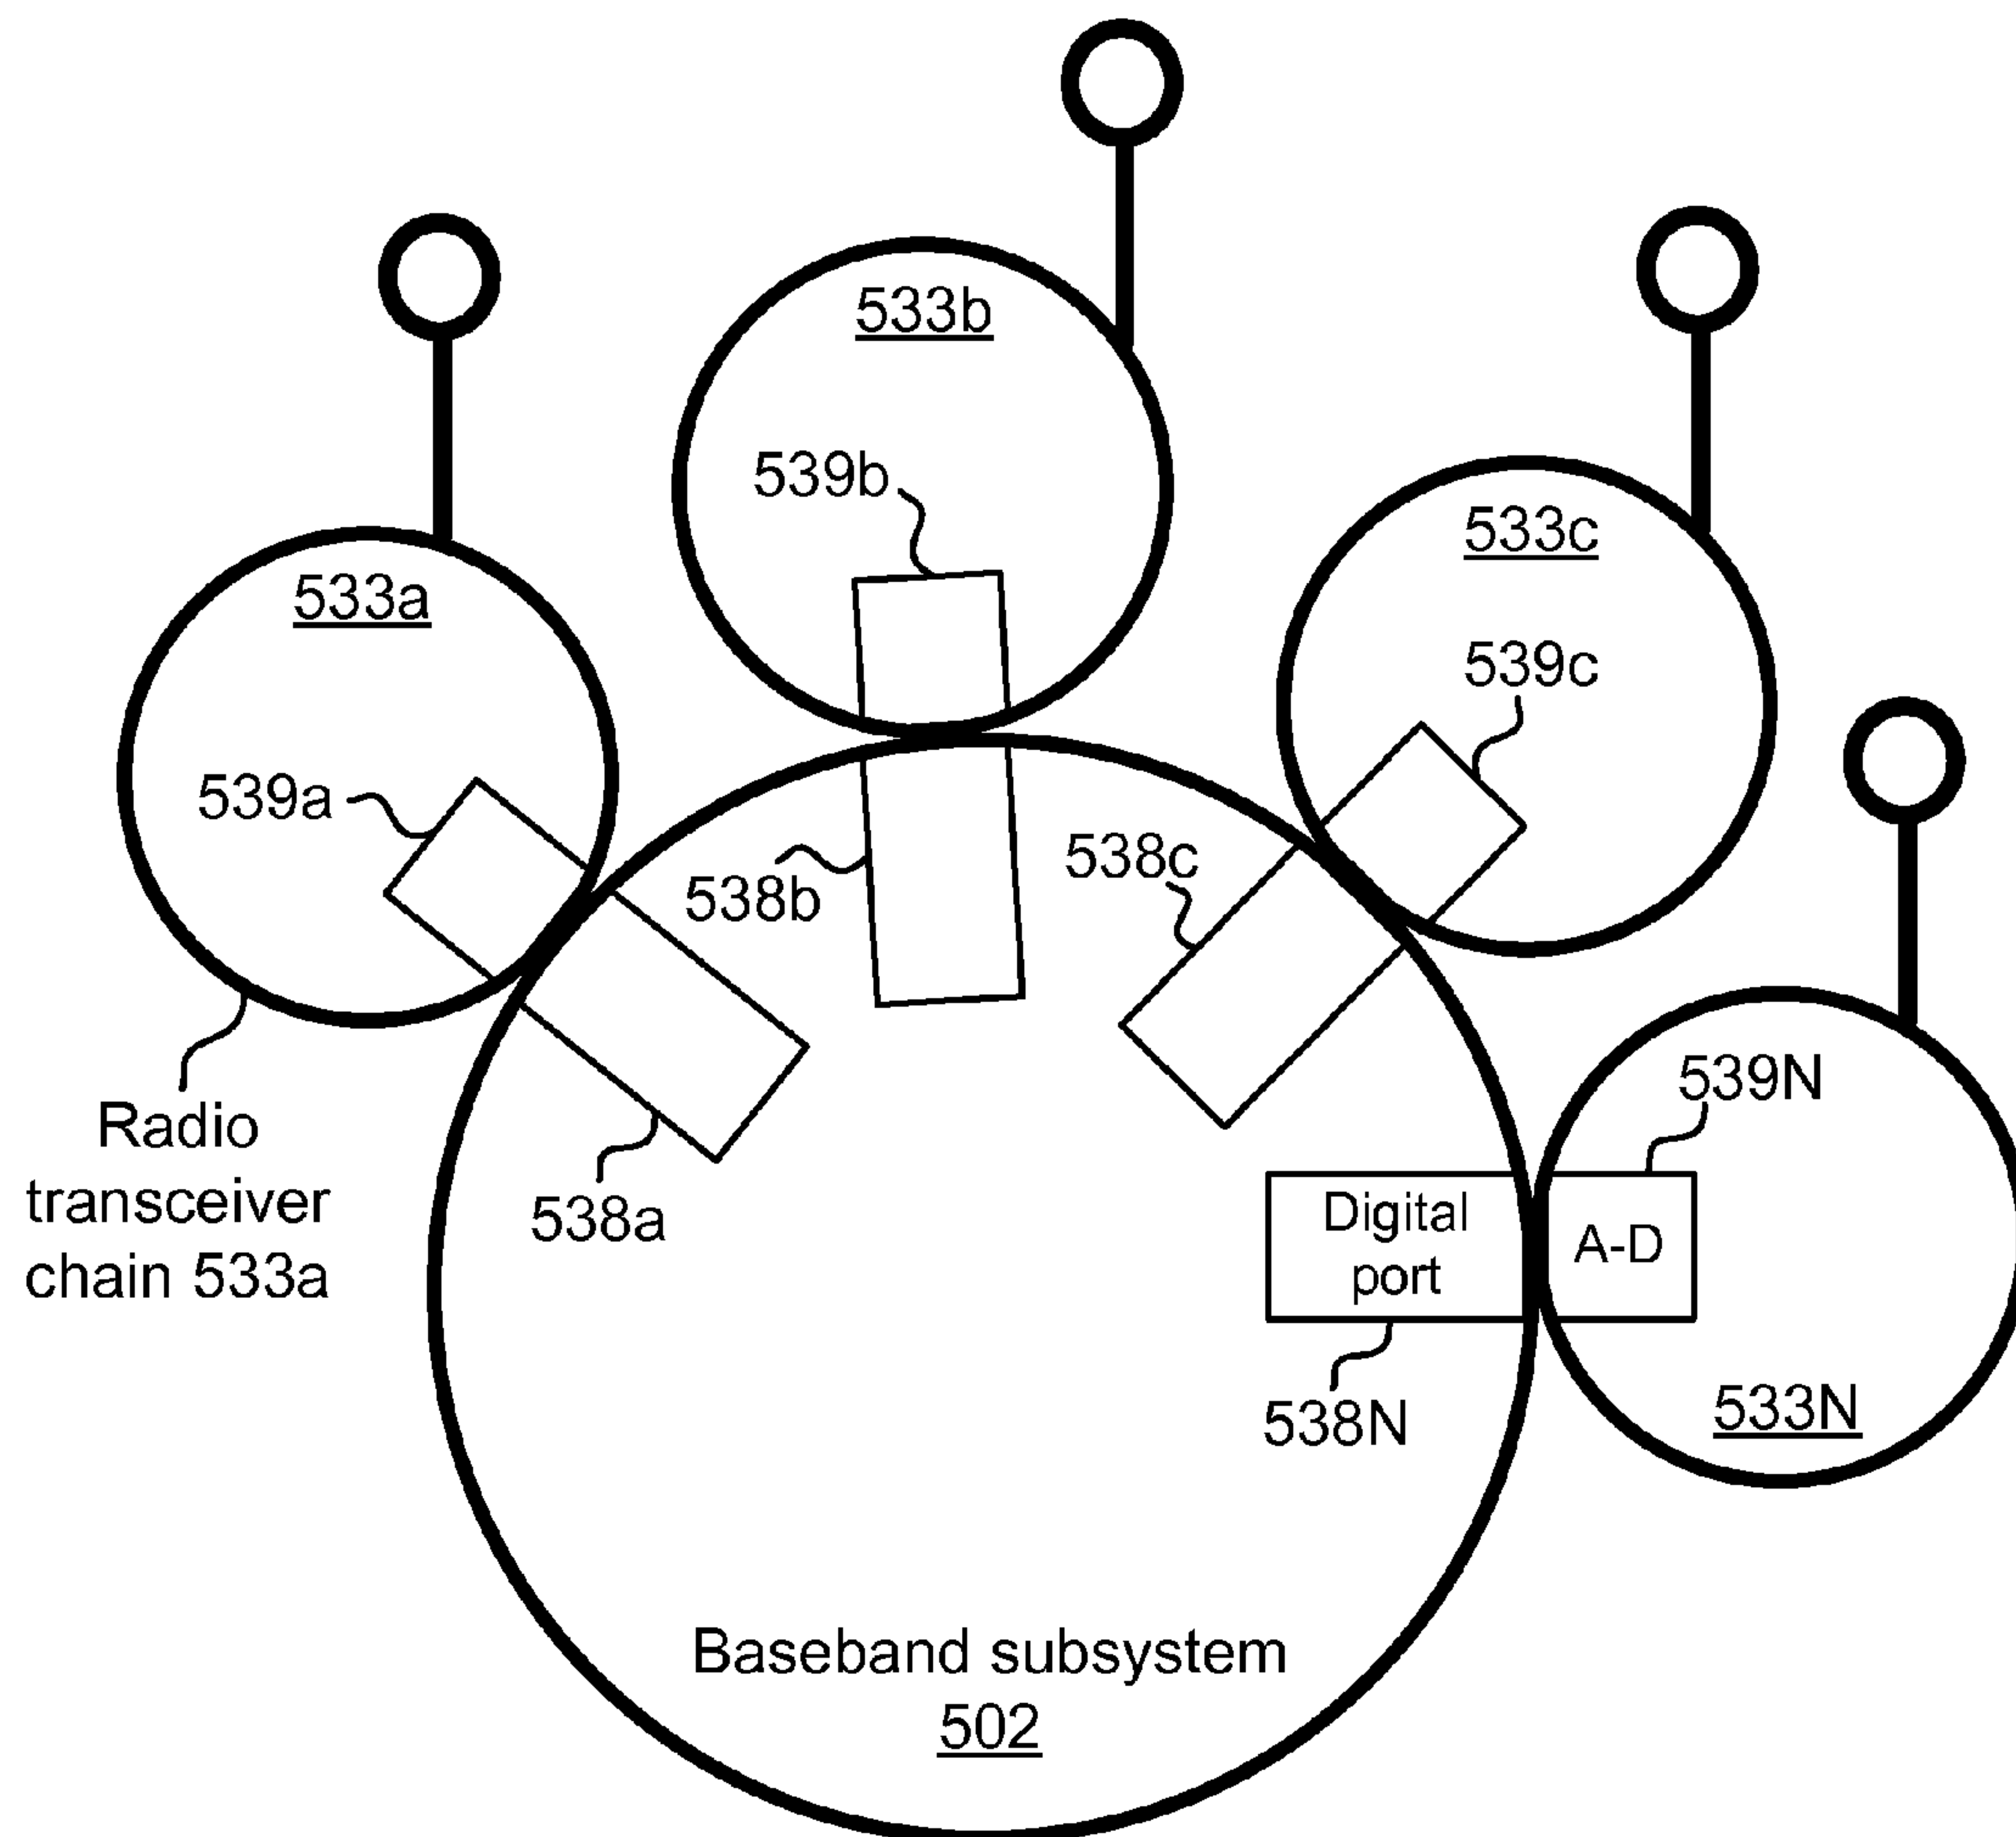 533b
533c
539b
533a
539c
539a
538c
538b
539N
Radio
transceiver
chain 533a
538a
Digital
port
A-D
538N
533N
Baseband subsystem
502